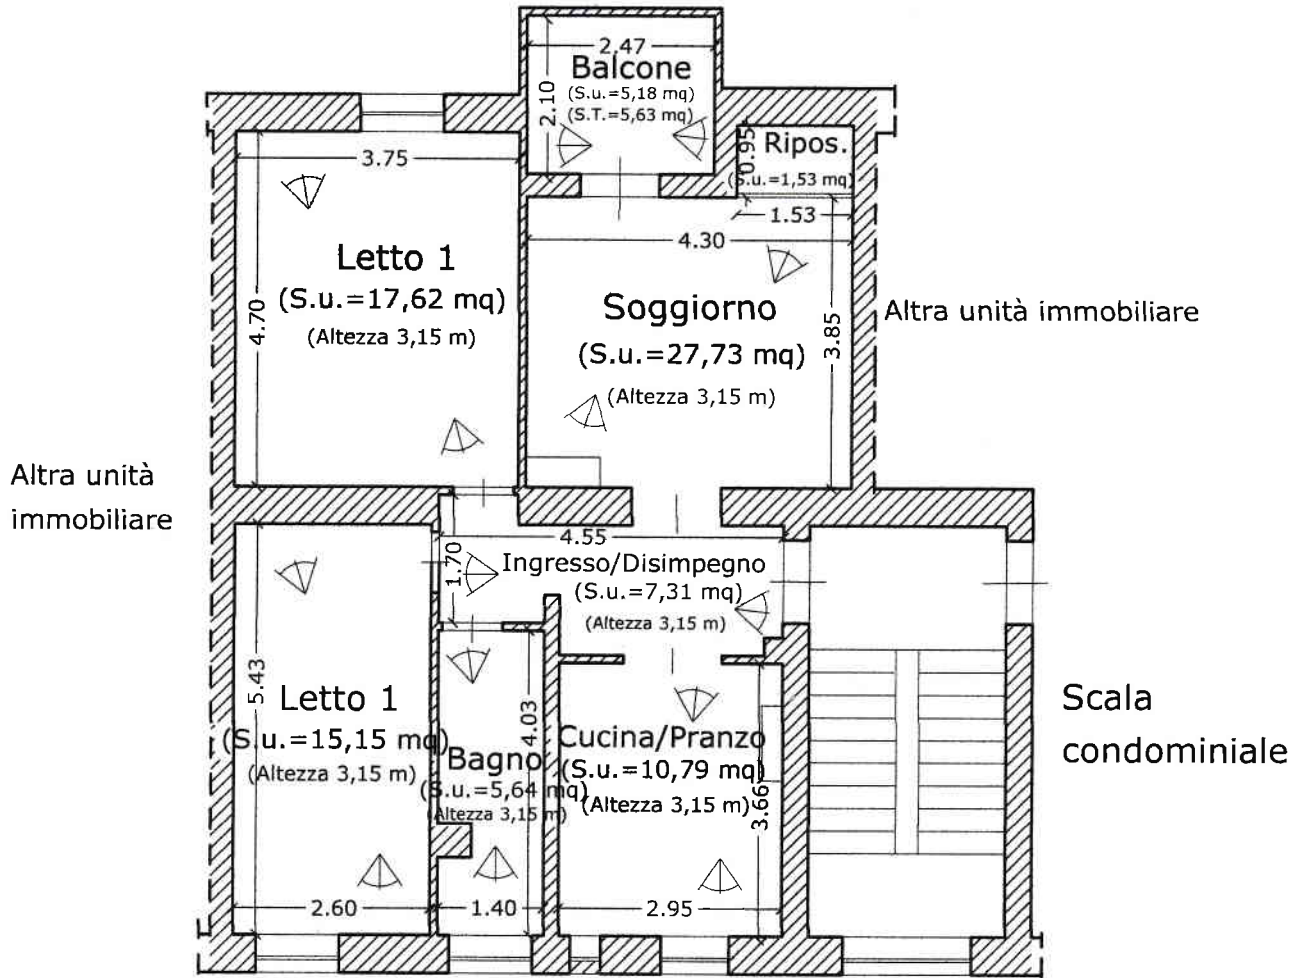 2.47
Balcone
(S.u.=5,18 mq)
(S.T.=5,63 mq)
2.10
0.95
Ripos.
(S.u.=1,53 mq)
1.53
3.75
4.30
Letto 1
(S.u.=17,62 mq)
(Altezza 3,15 m)
4.70
Soggiorno
(S.u.=27,73 mq)
(Altezza 3,15 m)
3.85
Altra unità immobiliare
Altra unità
immobiliare
4.55
1.70
Ingresso/Disimpegno
(S.u.=7,31 mq)
(Altezza 3,15 m)
5.43
Letto 1
(S.u.=15,15 mq)
(Altezza 3,15 m)
4.03
Bagno
(S.u.=5,64 mq)
(Altezza 3,15 m)
Cucina/Pranzo
(S.u.=10,79 mq)
(Altezza 3,15 m)
3.66
Scala
condominiale
2.60
1.40
2.95